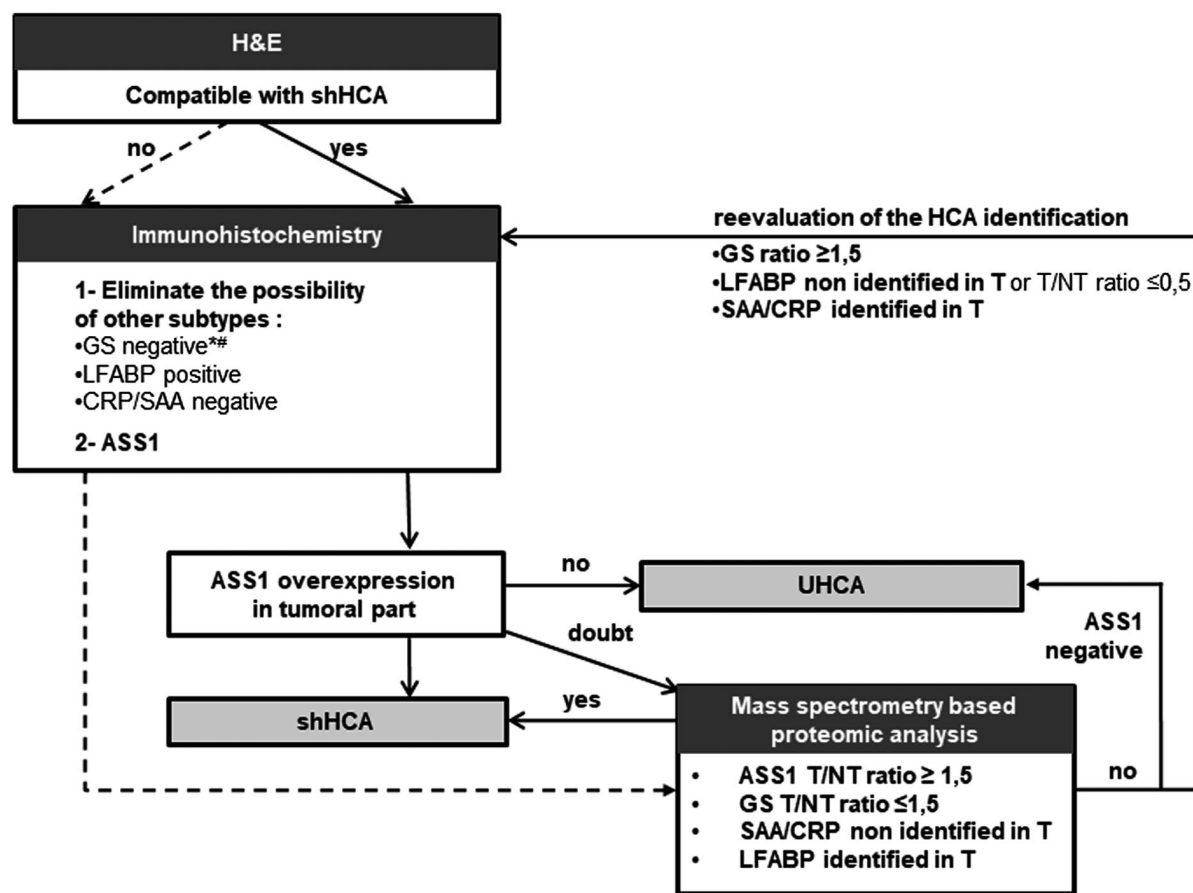 H&E
Compatible with shHCA
no
yes
Immunohistochemistry
1- Eliminate the possibility
of other subtypes :
•GS negative*#
•LFABP positive
•CRP/SAA negative
2- ASS1
reevaluation of the HCA identification
•GS ratio ≥1,5
•LFABP non identified in T or T/NT ratio ≤0,5
•SAA/CRP identified in T
ASS1 overexpression
in tumoral part
no
UHCA
doubt
ASS1
negative
shHCA
yes
Mass spectrometry based
proteomic analysis
• ASS1 T/NT ratio ≥ 1,5
• GS T/NT ratio ≤1,5
• SAA/CRP non identified in T
• LFABP identified in T
no